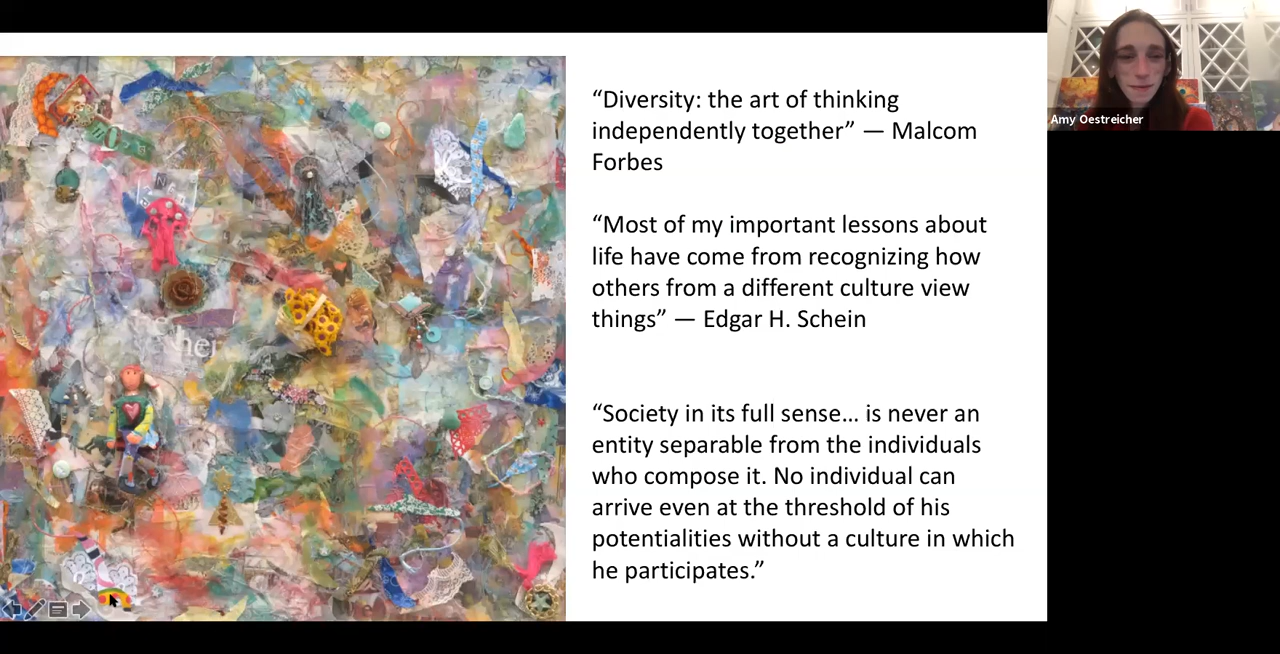 “Diversity: the art of thinking
independently together” — Malcom
Forbes
“Most of my important lessons about
life have come from recognizing how
others from a different culture view
things” — Edgar H. Schein
“Society in its full sense… is never an
entity separable from the individuals
who compose it. No individual can
arrive even at the threshold of his
potentialities without a culture in which
he participates.”
Amy Oestreicher
her